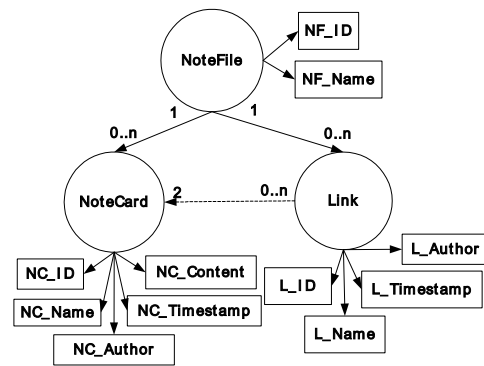 NF_ID
NoteFile
NF_Name
1
1
0..n
0..n
NoteCard
2
0..n
Link
NC_ID
NC_Content
L_Author
NC_Name
NC_Timestamp
L_ID
L_Timestamp
NC_Author
L_Name